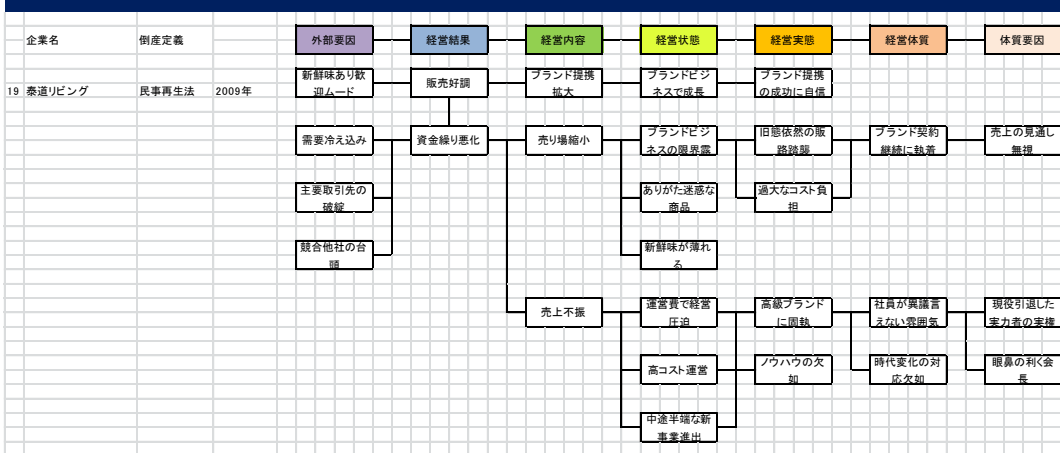 企業名
倒産定義
外部要因
経営結果
経営内容
経営状態
経営実態
経営体質
体質要因
19 泰道リビング
民事再生法
2009年
新鮮味あり歓
迎ムード
販売好調
ブランド提携
拡大
ブランドビジ
ネスで成長
ブランド提携
の成功に自信
需要冷え込み
資金繰り悪化
売り場縮小
ブランドビジ
ネスの限界露
旧態依然の販
路踏襲
ブランド契約
継続に執着
売上の見通し
無視
主要取引先の
破綻
ありがた迷惑な
商品
過大なコスト負
担
競合他社の台
頭
新鮮味が薄れ
る
売上不振
運営費で経営
圧迫
高級ブランド
に固執
社員が異議言
えない雰囲気
現役引退した
実力者の実権
高コスト運営
ノウハウの欠
如
時代変化の対
応欠如
眼鼻の利く会
長
中途半端な新
事業進出